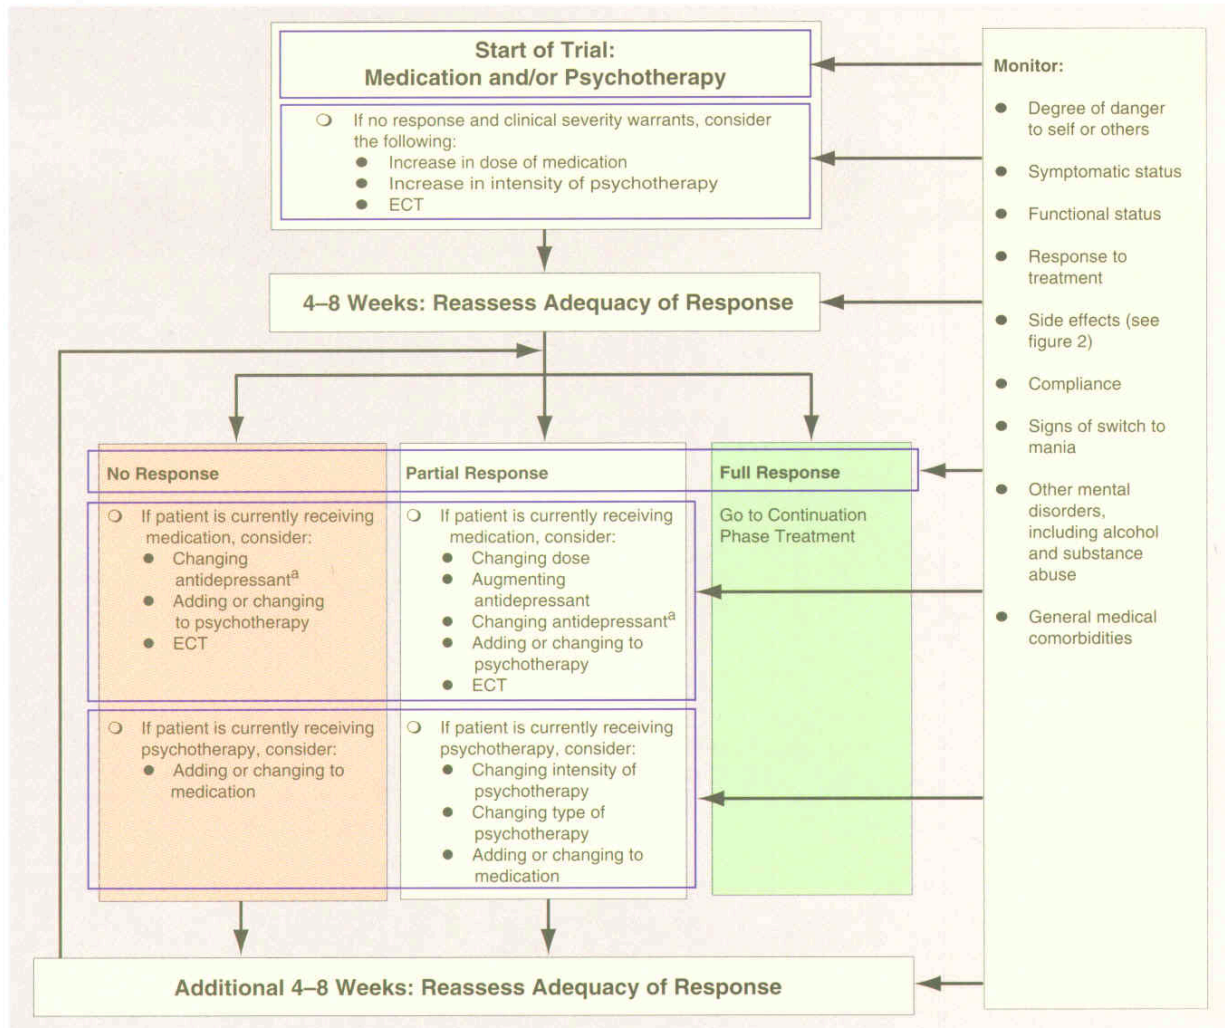 Start of Trial:
Medication and/or Psychotherapy
❍ If no response and clinical severity warrants, consider
the following:
● Increase in dose of medication
● Increase in intensity of psychotherapy
● ECT
4–8 Weeks: Reassess Adequacy of Response
No Response
❍ If patient is currently receiving
medication, consider:
● Changing
antidepressantª
● Adding or changing
to psychotherapy
● ECT
❍ If patient is currently receiving
psychotherapy, consider:
● Adding or changing to
medication
Partial Response
❍ If patient is currently receiving
medication, consider:
● Changing dose
● Augmenting
antidepressant
● Changing antidepressantª
● Adding or changing to
psychotherapy
● ECT
❍ If patient is currently receiving
psychotherapy, consider:
● Changing intensity of
psychotherapy
● Changing type of
psychotherapy
● Adding or changing to
medication
Full Response
Go to Continuation
Phase Treatment
Additional 4–8 Weeks: Reassess Adequacy of Response
Monitor:
● Degree of danger
to self or others
● Symptomatic status
● Functional status
● Response to
treatment
● Side effects (see
figure 2)
● Compliance
● Signs of switch to
mania
● Other mental
disorders,
including alcohol
and substance
abuse
● General medical
comorbidities